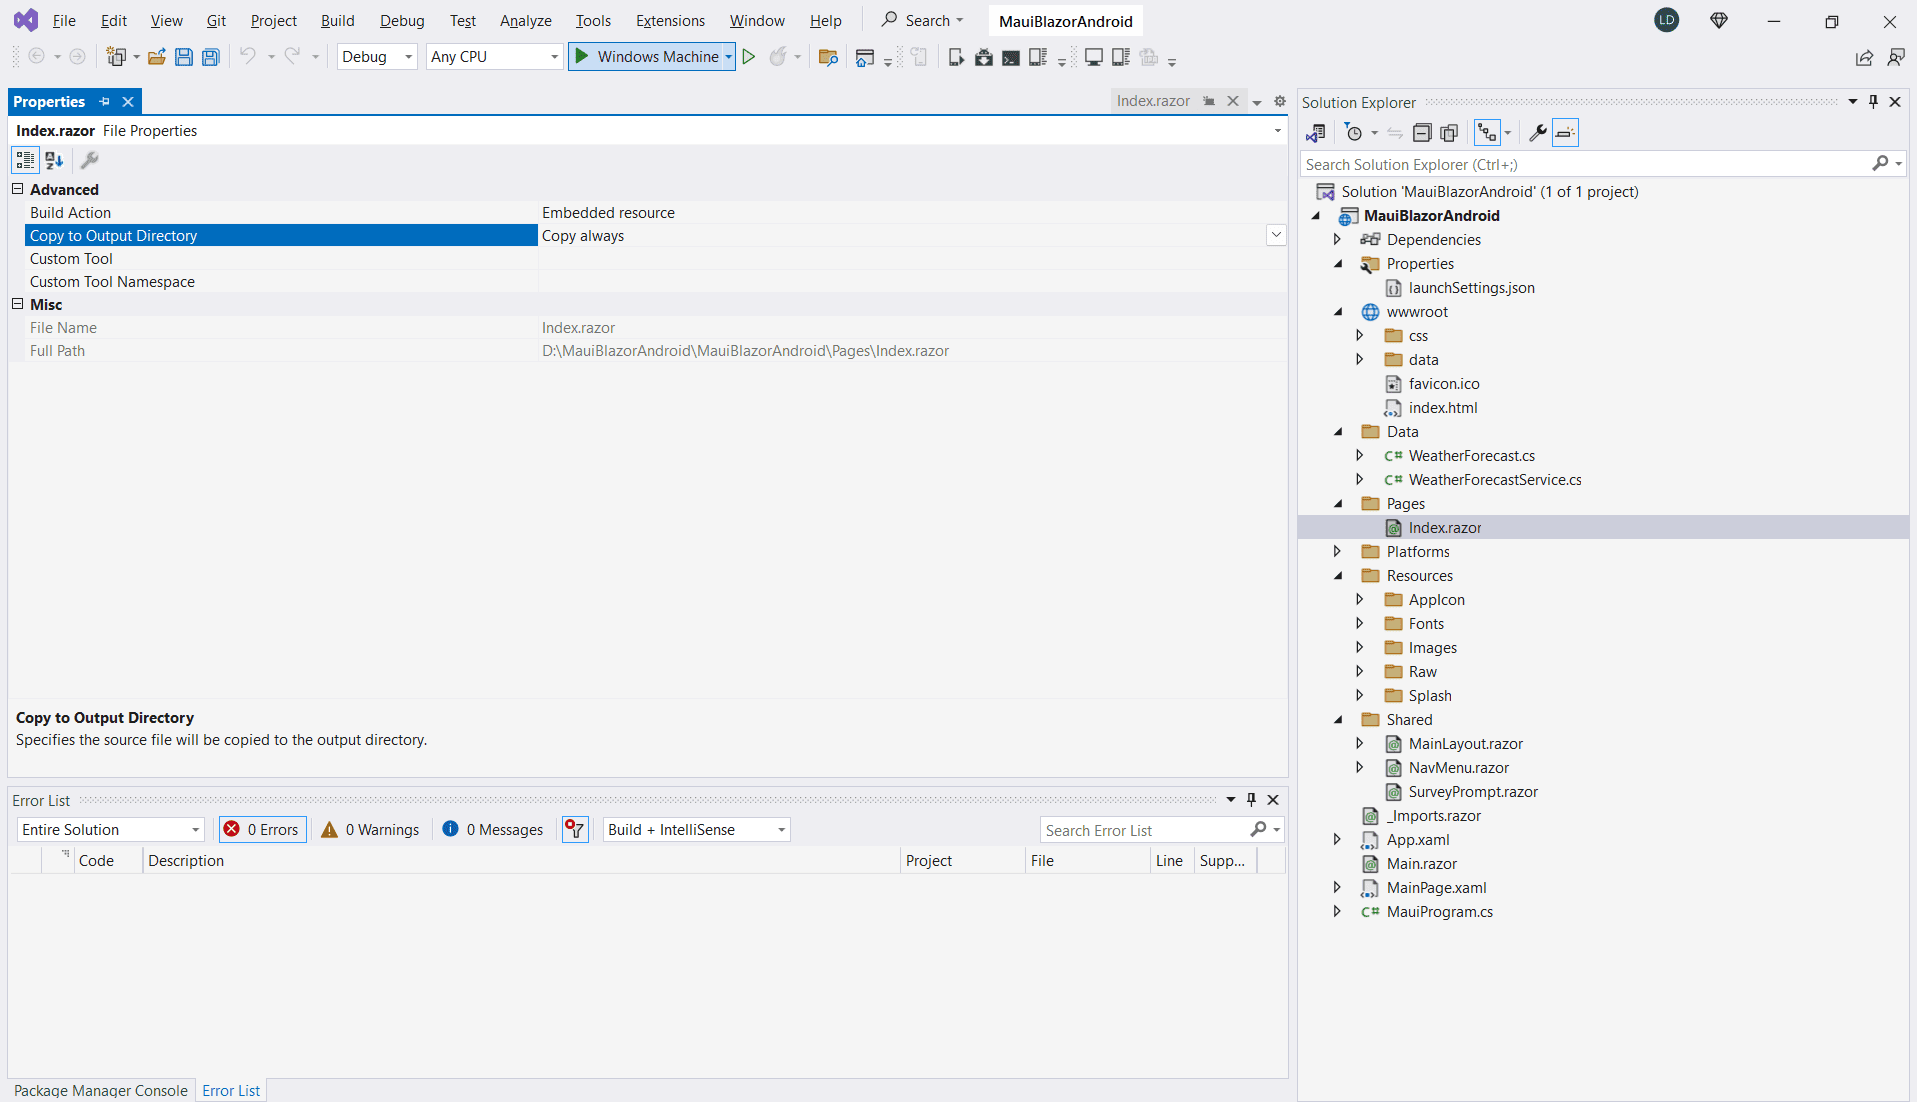 File Edit View Git Project Build Debug Test Analyze Tools Extensions Window Help Search MauiBlazorAndroid LD
Debug Any CPU Windows Machine
Properties Index.razor
Index.razor File Properties
Advanced
Build Action Embedded resource
Copy to Output Directory Copy always
Custom Tool
Custom Tool Namespace
Misc
File Name Index.razor
Full Path D:\MauiBlazorAndroid\MauiBlazorAndroid\Pages\Index.razor
Copy to Output Directory
Specifies the source file will be copied to the output directory.
Error List
Entire Solution 0 Errors 0 Warnings 0 Messages Build + IntelliSense Search Error List
Code Description Project File Line Supp...
Package Manager Console Error List
Solution Explorer
Search Solution Explorer (Ctrl+;)
Solution 'MauiBlazorAndroid' (1 of 1 project)
MauiBlazorAndroid
Dependencies
Properties
launchSettings.json
wwwroot
css
data
favicon.ico
index.html
Data
C# WeatherForecast.cs
C# WeatherForecastService.cs
Pages
Index.razor
Platforms
Resources
AppIcon
Fonts
Images
Raw
Splash
Shared
MainLayout.razor
NavMenu.razor
SurveyPrompt.razor
_Imports.razor
App.xaml
Main.razor
MainPage.xaml
C# MauiProgram.cs